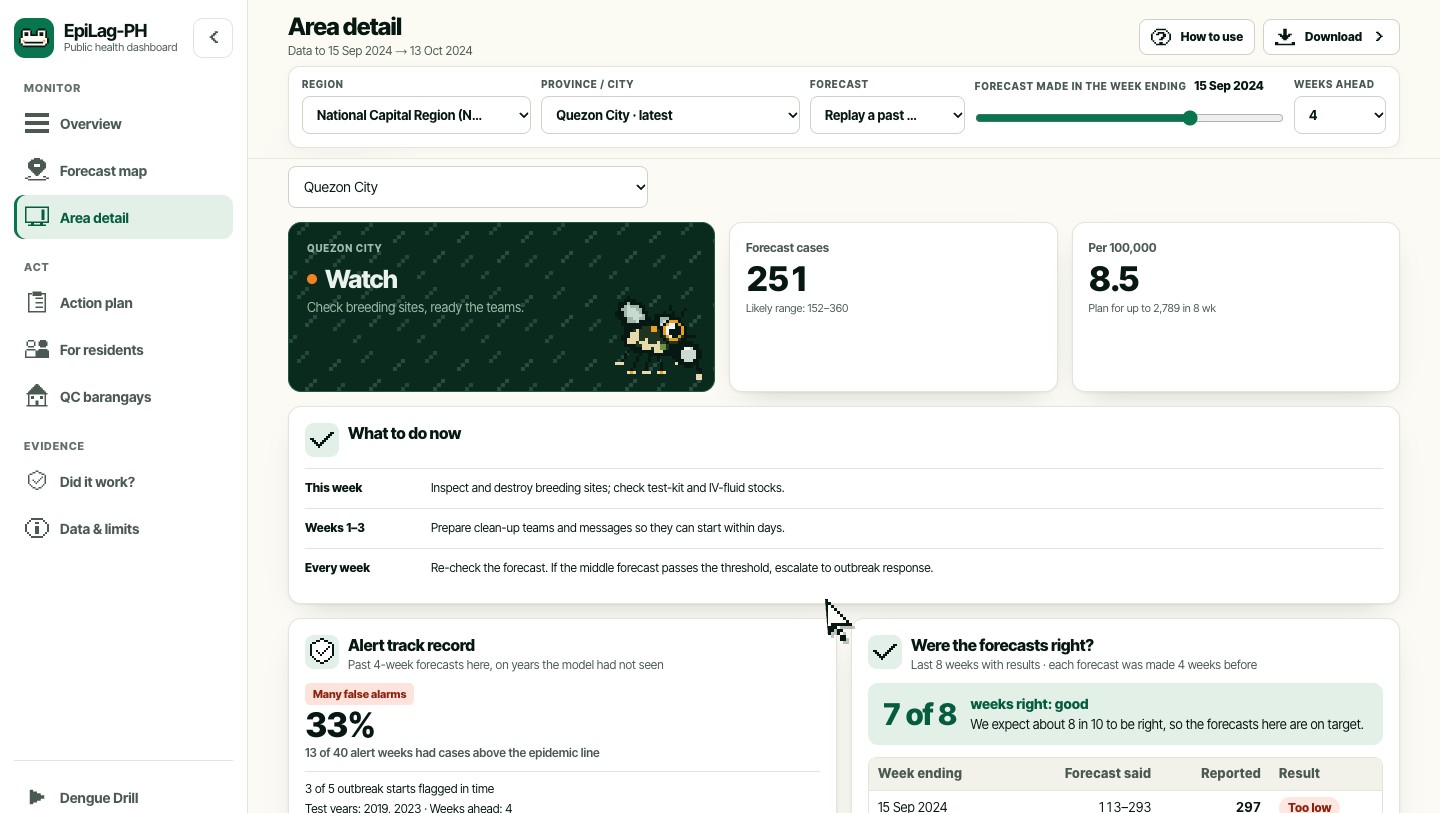 EpiLag-PH
Public health dashboard
MONITOR
Overview
Forecast map
Area detail
ACT
Action plan
For residents
QC barangays
EVIDENCE
Did it work?
Data & limits
Dengue Drill
Area detail
Data to 15 Sep 2024 → 13 Oct 2024
How to use
Download
REGION
National Capital Region (N...
PROVINCE / CITY
Quezon City · latest
FORECAST
Replay a past ...
FORECAST MADE IN THE WEEK ENDING 15 Sep 2024
WEEKS AHEAD
4
Quezon City
QUEZON CITY
Watch
Check breeding sites, ready the teams.
Forecast cases
251
Likely range: 152–360
Per 100,000
8.5
Plan for up to 2,789 in 8 wk
What to do now
This week Inspect and destroy breeding sites; check test-kit and IV-fluid stocks.
Weeks 1–3 Prepare clean-up teams and messages so they can start within days.
Every week Re-check the forecast. If the middle forecast passes the threshold, escalate to outbreak response.
Alert track record
Past 4-week forecasts here, on years the model had not seen
Many false alarms
33%
13 of 40 alert weeks had cases above the epidemic line
3 of 5 outbreak starts flagged in time
Test years: 2019, 2023 · Weeks ahead: 4
Were the forecasts right?
Last 8 weeks with results · each forecast was made 4 weeks before
7 of 8
weeks right: good
We expect about 8 in 10 to be right, so the forecasts here are on target.
Week ending Forecast said Reported Result
15 Sep 2024 113–293 297 Too low